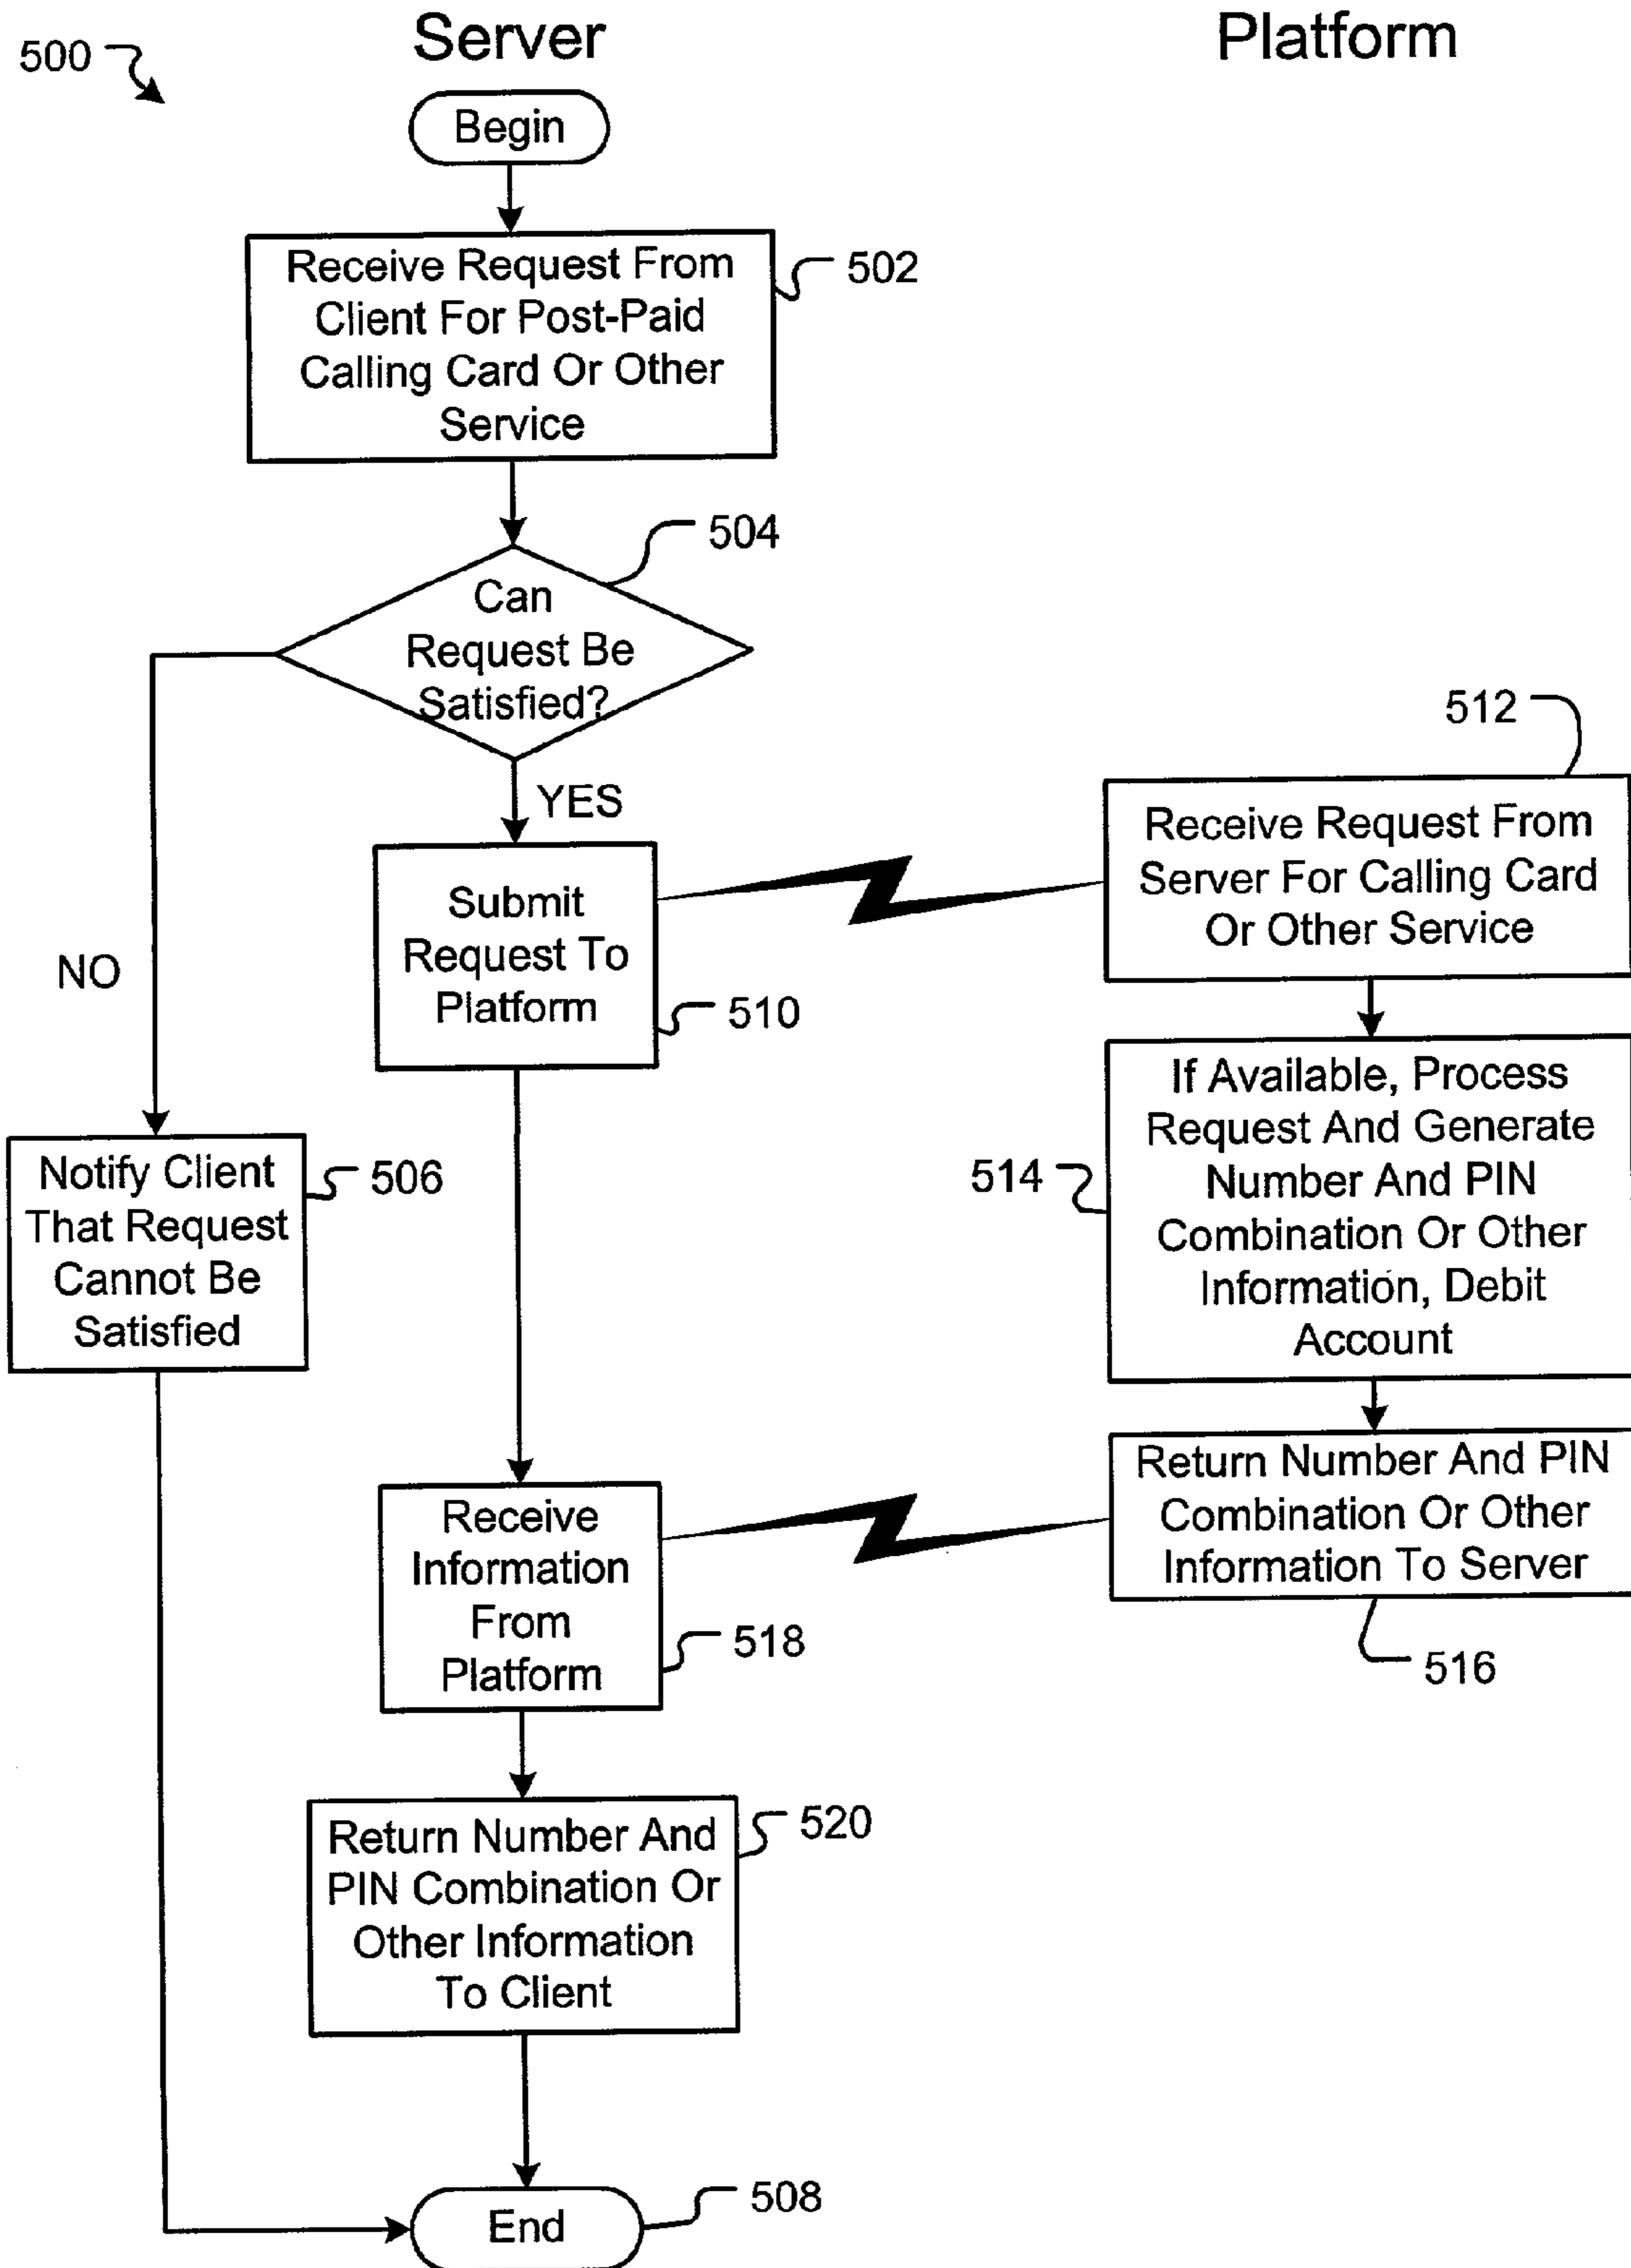 Server
Platform
500
Begin
Receive Request From
Client For Post-Paid
Calling Card Or Other
Service
502
504
Can
Request Be
Satisfied?
YES
NO
Submit
Request To
Platform
510
512
Receive Request From
Server For Calling Card
Or Other Service
Notify Client
That Request
Cannot Be
Satisfied
506
514
If Available, Process
Request And Generate
Number And PIN
Combination Or Other
Information, Debit
Account
Return Number And PIN
Combination Or Other
Information To Server
516
Receive
Information
From
Platform
518
Return Number And
PIN Combination Or
Other Information
To Client
520
End
508